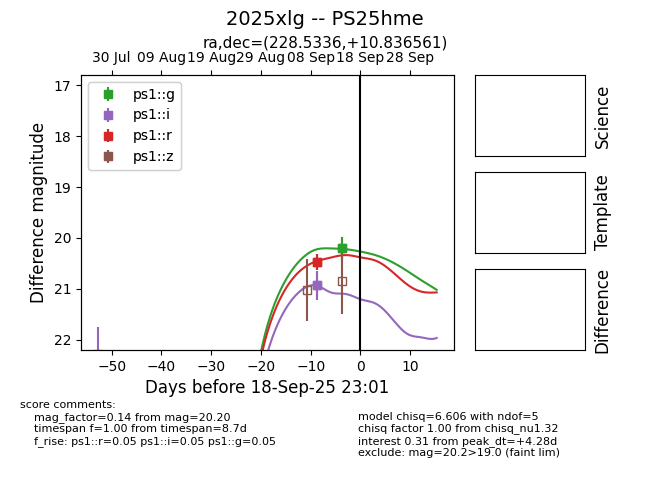 2025xlg -- PS25hme
ra,dec=(228.5336,+10.836561)
30 Jul 09 Aug 19 Aug 29 Aug 08 Sep 18 Sep 28 Sep
17
18
19
20
21
22
Difference magnitude
ps1::g
ps1::i
ps1::r
ps1::z
−50 −40 −30 −20 −10 0 10
Days before 18-Sep-25 23:01
Science
Template
Difference
score comments:
mag_factor=0.14 from mag=20.20
timespan f=1.00 from timespan=8.7d
f_rise: ps1::r=0.05 ps1::i=0.05 ps1::g=0.05
model chisq=6.606 with ndof=5
chisq factor 1.00 from chisq_nu1.32
interest 0.31 from peak_dt=+4.28d
exclude: mag=20.2>19.0 (faint lim)